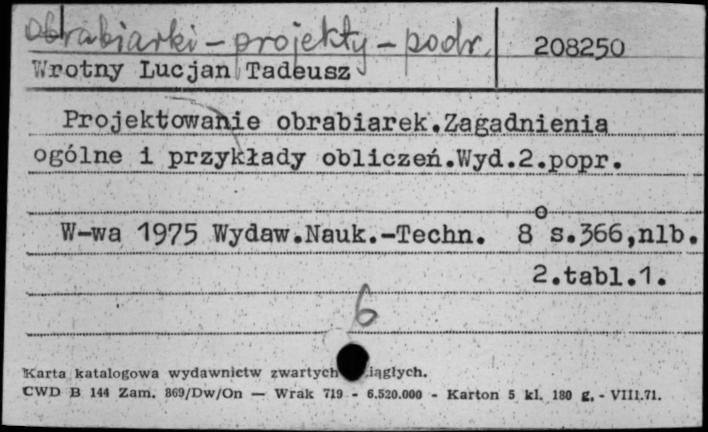 obrabiarki - projekty - podr. 208250
Wrotny Lucjan Tadeusz
Projektowanie obrabiarek.Zagadnienia
ogólne i przykłady obliczeń.Wyd.2.popr.
W-wa 1975 Wydaw.Nauk.-Techn. 8° s.366,nlb.
2.tabl.1.
6
Karta katalogowa wydawnictw zwartych iągłych.
CWD B 144 Zam. 869/Dw/On — Wrak 719 - 6.520.000 - Karton 5 kl. 180 g. - VIII.71.